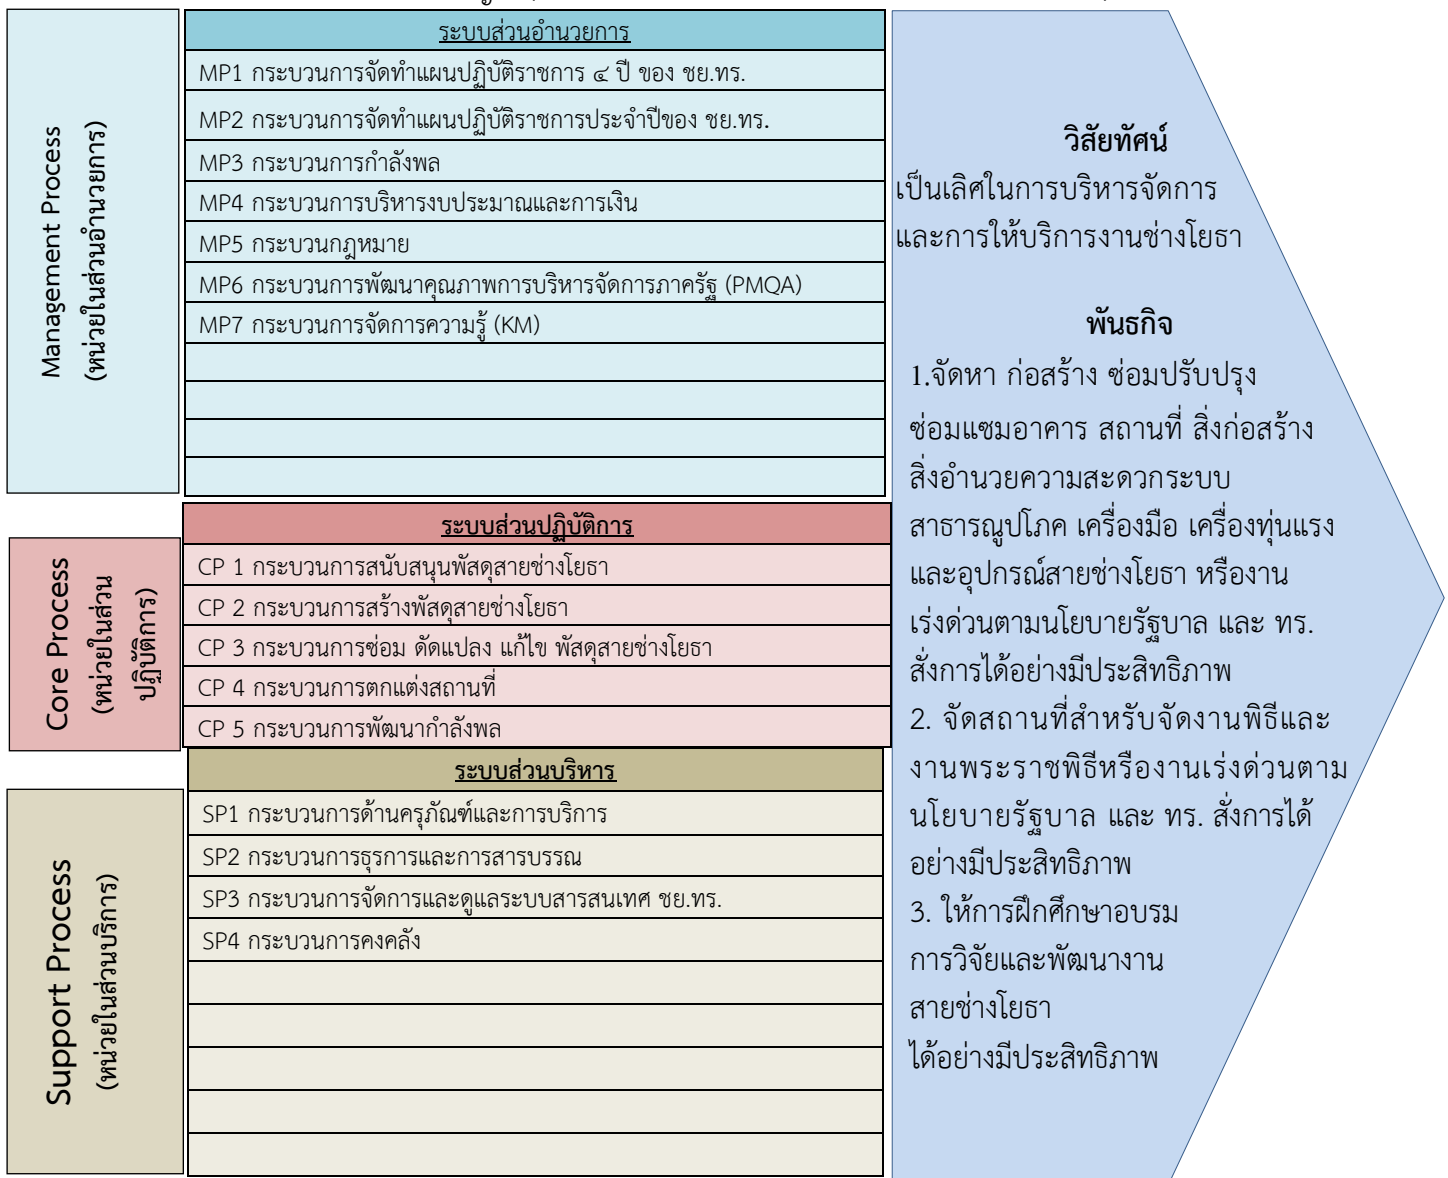 Management Process
(หน่วยในส่วนอำนวยการ)
ระบบส่วนอำนวยการ
MP1 กระบวนการจัดทำแผนปฏิบัติราชการ ๔ ปี ของ ชย.ทร.
MP2 กระบวนการจัดทำแผนปฏิบัติราชการประจำปีของ ชย.ทร.
MP3 กระบวนการกำลังพล
MP4 กระบวนการบริหารงบประมาณและการเงิน
MP5 กระบวนกฎหมาย
MP6 กระบวนการพัฒนาคุณภาพการบริหารจัดการภาครัฐ (PMQA)
MP7 กระบวนการจัดการความรู้ (KM)
Core Process
(หน่วยในส่วน
ปฏิบัติการ)
ระบบส่วนปฏิบัติการ
CP 1 กระบวนการสนับสนุนพัสดุสายช่างโยธา
CP 2 กระบวนการสร้างพัสดุสายช่างโยธา
CP 3 กระบวนการซ่อม ดัดแปลง แก้ไข พัสดุสายช่างโยธา
CP 4 กระบวนการตกแต่งสถานที่
CP 5 กระบวนการพัฒนากำลังพล
Support Process
(หน่วยในส่วนบริการ)
ระบบส่วนบริหาร
SP1 กระบวนการด้านครุภัณฑ์และการบริการ
SP2 กระบวนการธุรการและการสารบรรณ
SP3 กระบวนการจัดการและดูแลระบบสารสนเทศ ชย.ทร.
SP4 กระบวนการคงคลัง
วิสัยทัศน์
เป็นเลิศในการบริหารจัดการ
และการให้บริการงานช่างโยธา
พันธกิจ
1.จัดหา ก่อสร้าง ซ่อมปรับปรุง
ซ่อมแซมอาคาร สถานที่ สิ่งก่อสร้าง
สิ่งอำนวยความสะดวกระบบ
สาธารณูปโภค เครื่องมือ เครื่องทุ่นแรง
และอุปกรณ์สายช่างโยธา หรืองาน
เร่งด่วนตามนโยบายรัฐบาล และ ทร.
สั่งการได้อย่างมีประสิทธิภาพ
2. จัดสถานที่สำหรับจัดงานพิธีและ
งานพระราชพิธีหรืองานเร่งด่วนตาม
นโยบายรัฐบาล และ ทร. สั่งการได้
อย่างมีประสิทธิภาพ
3. ให้การฝึกศึกษาอบรม
การวิจัยและพัฒนางาน
สายช่างโยธา
ได้อย่างมีประสิทธิภาพ